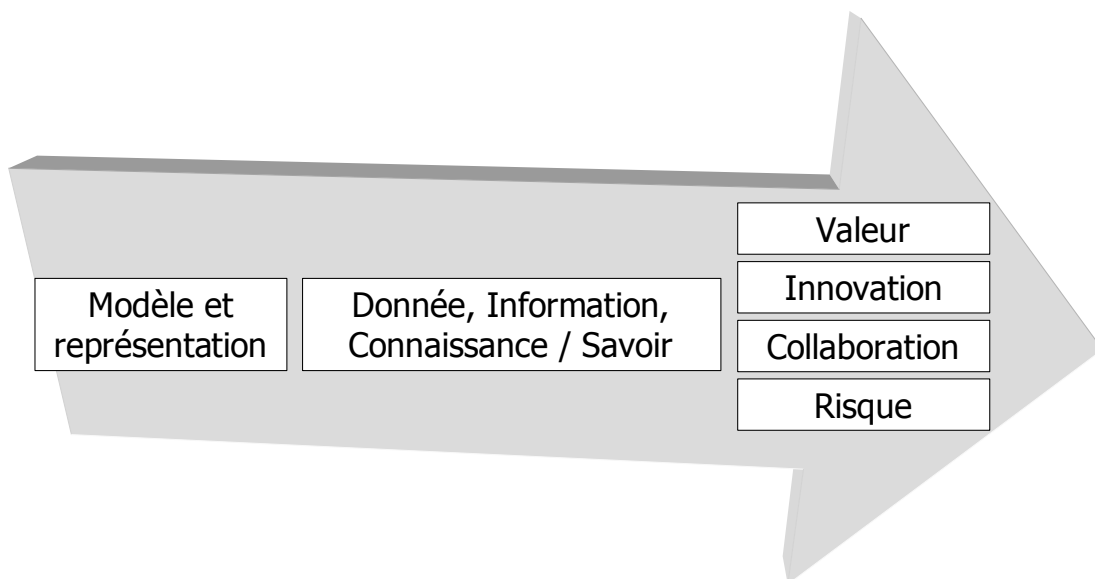 Modèle et
représentation
Donnée, Information,
Connaissance / Savoir
Valeur
Innovation
Collaboration
Risque